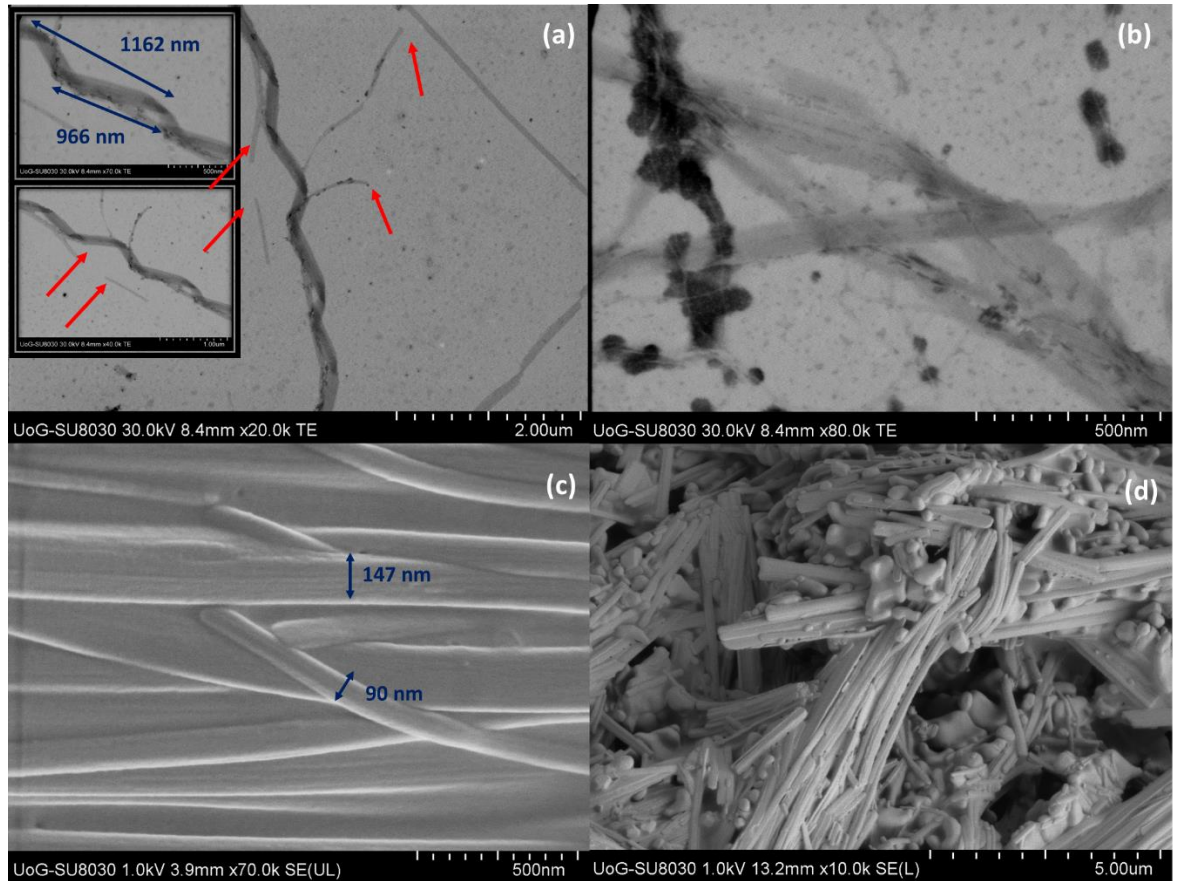 1162 nm
966 nm
500nm
UoG-SU8030 30.0kV 8.4mm x70.0k TE
1.00um
UoG-SU8030 30.0kV 8.4mm x40.0k TE
(a)
UoG-SU8030 30.0kV 8.4mm x20.0k TE 2.00um
(b)
UoG-SU8030 30.0kV 8.4mm x80.0k TE 500nm
(c)
147 nm
90 nm
UoG-SU8030 1.0kV 3.9mm x70.0k SE(UL) 500nm
(d)
UoG-SU8030 1.0kV 13.2mm x10.0k SE(L) 5.00um